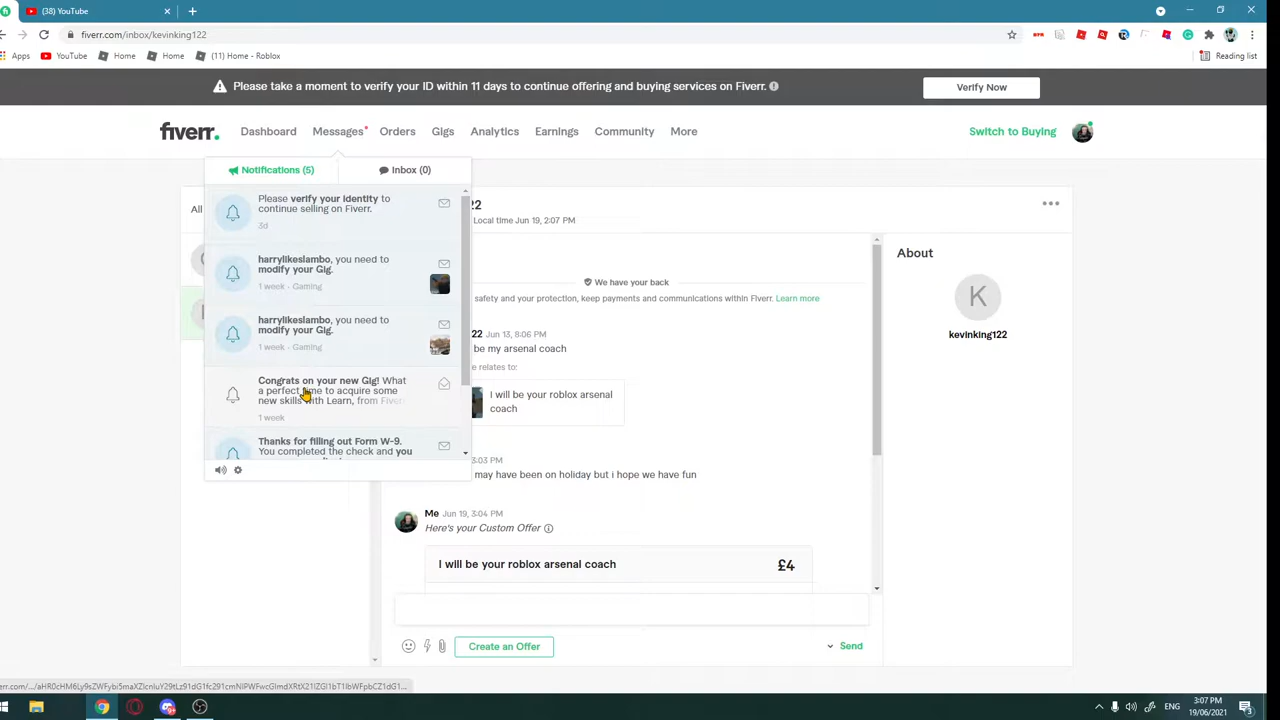 (38) YouTube
fiverr.com/inbox/kevinking122
Apps YouTube Home Home (11) Home - Roblox Reading list
Please take a moment to verify your ID within 11 days to continue offering and buying services on Fiverr.
Verify Now
fiverr. Dashboard Messages Orders Gigs Analytics Earnings Community More Switch to Buying
Notifications (5) Inbox (0)
Please verify your identity to
continue selling on Fiverr.
3d
harrylikeslambo, you need to
modify your Gig.
1 week · Gaming
harrylikeslambo, you need to
modify your Gig.
1 week · Gaming
Congrats on your new Gig! What
a perfect time to acquire some
new skills with Learn, from Fiverr
1 week
Thanks for filling out Form W-9.
You completed the check and you
All
22
Local time Jun 19, 2:07 PM
We have your back
safety and your protection, keep payments and communications within Fiverr. Learn more
22 Jun 13, 8:06 PM
be my arsenal coach
e relates to:
I will be your roblox arsenal
coach
3:03 PM
may have been on holiday but i hope we have fun
Me Jun 19, 3:04 PM
Here's your Custom Offer
I will be your roblox arsenal coach £4
Create an Offer Send
About
K
kevinking122
ENG
3:07 PM
19/06/2021